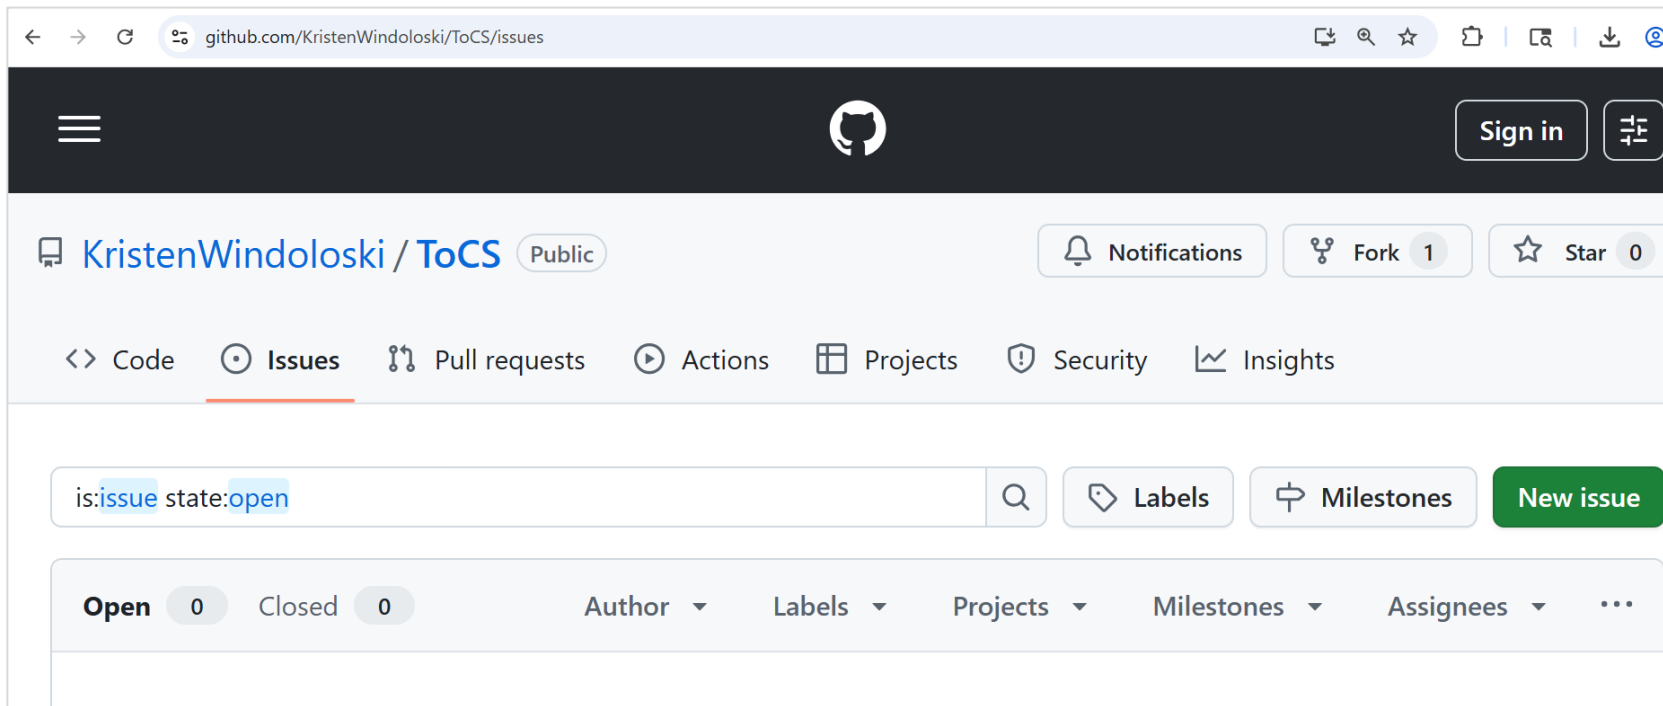 github.com/KristenWindoloski/ToCS/issues
Sign in
KristenWindoloski / ToCS Public
Notifications Fork 1 Star 0
Code Issues Pull requests Actions Projects Security Insights
is:issue state:open Labels Milestones New issue
Open 0 Closed 0 Author Labels Projects Milestones Assignees